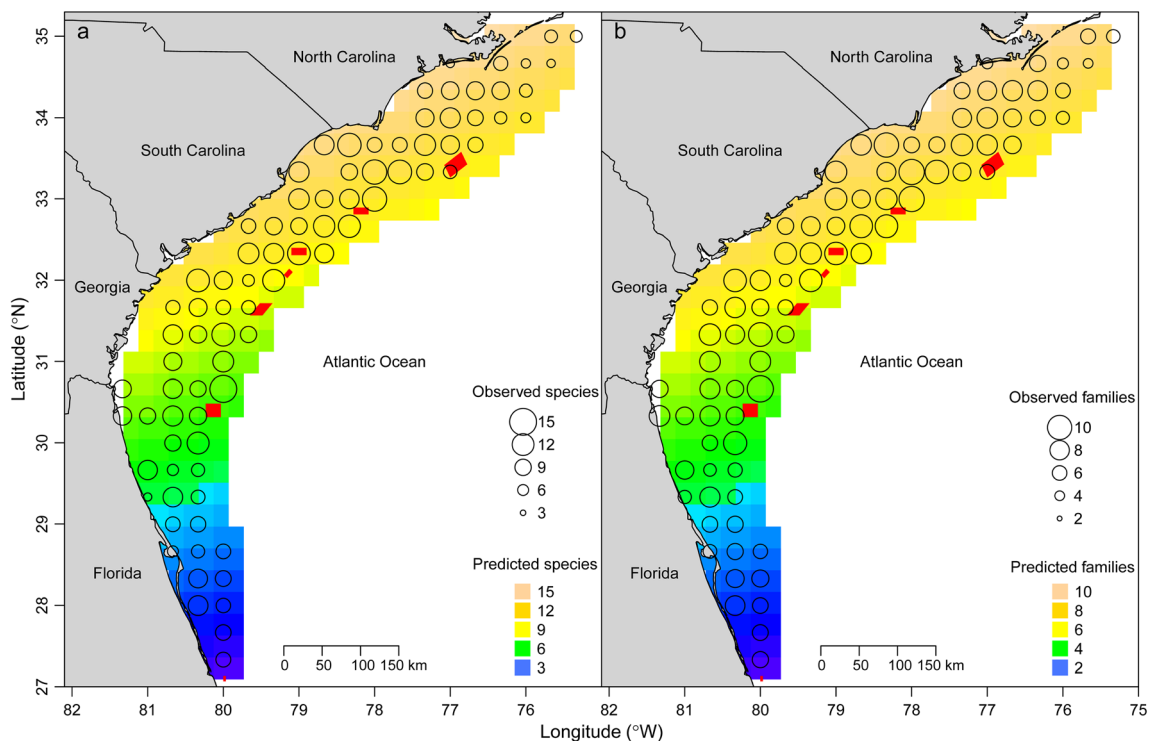 a
North Carolina
South Carolina
Georgia
Florida
Atlantic Ocean
Observed species
15
12
9
6
3
Predicted species
15
12
9
6
3
0 50 100 150 km
b
North Carolina
South Carolina
Georgia
Florida
Atlantic Ocean
Observed families
10
8
6
4
2
Predicted families
10
8
6
4
2
0 50 100 150 km
35
34
33
32
31
30
29
28
27
Latitude (°N)
82 81 80 79 78 77 76 82 81 80 79 78 77 76 75
Longitude (°W)